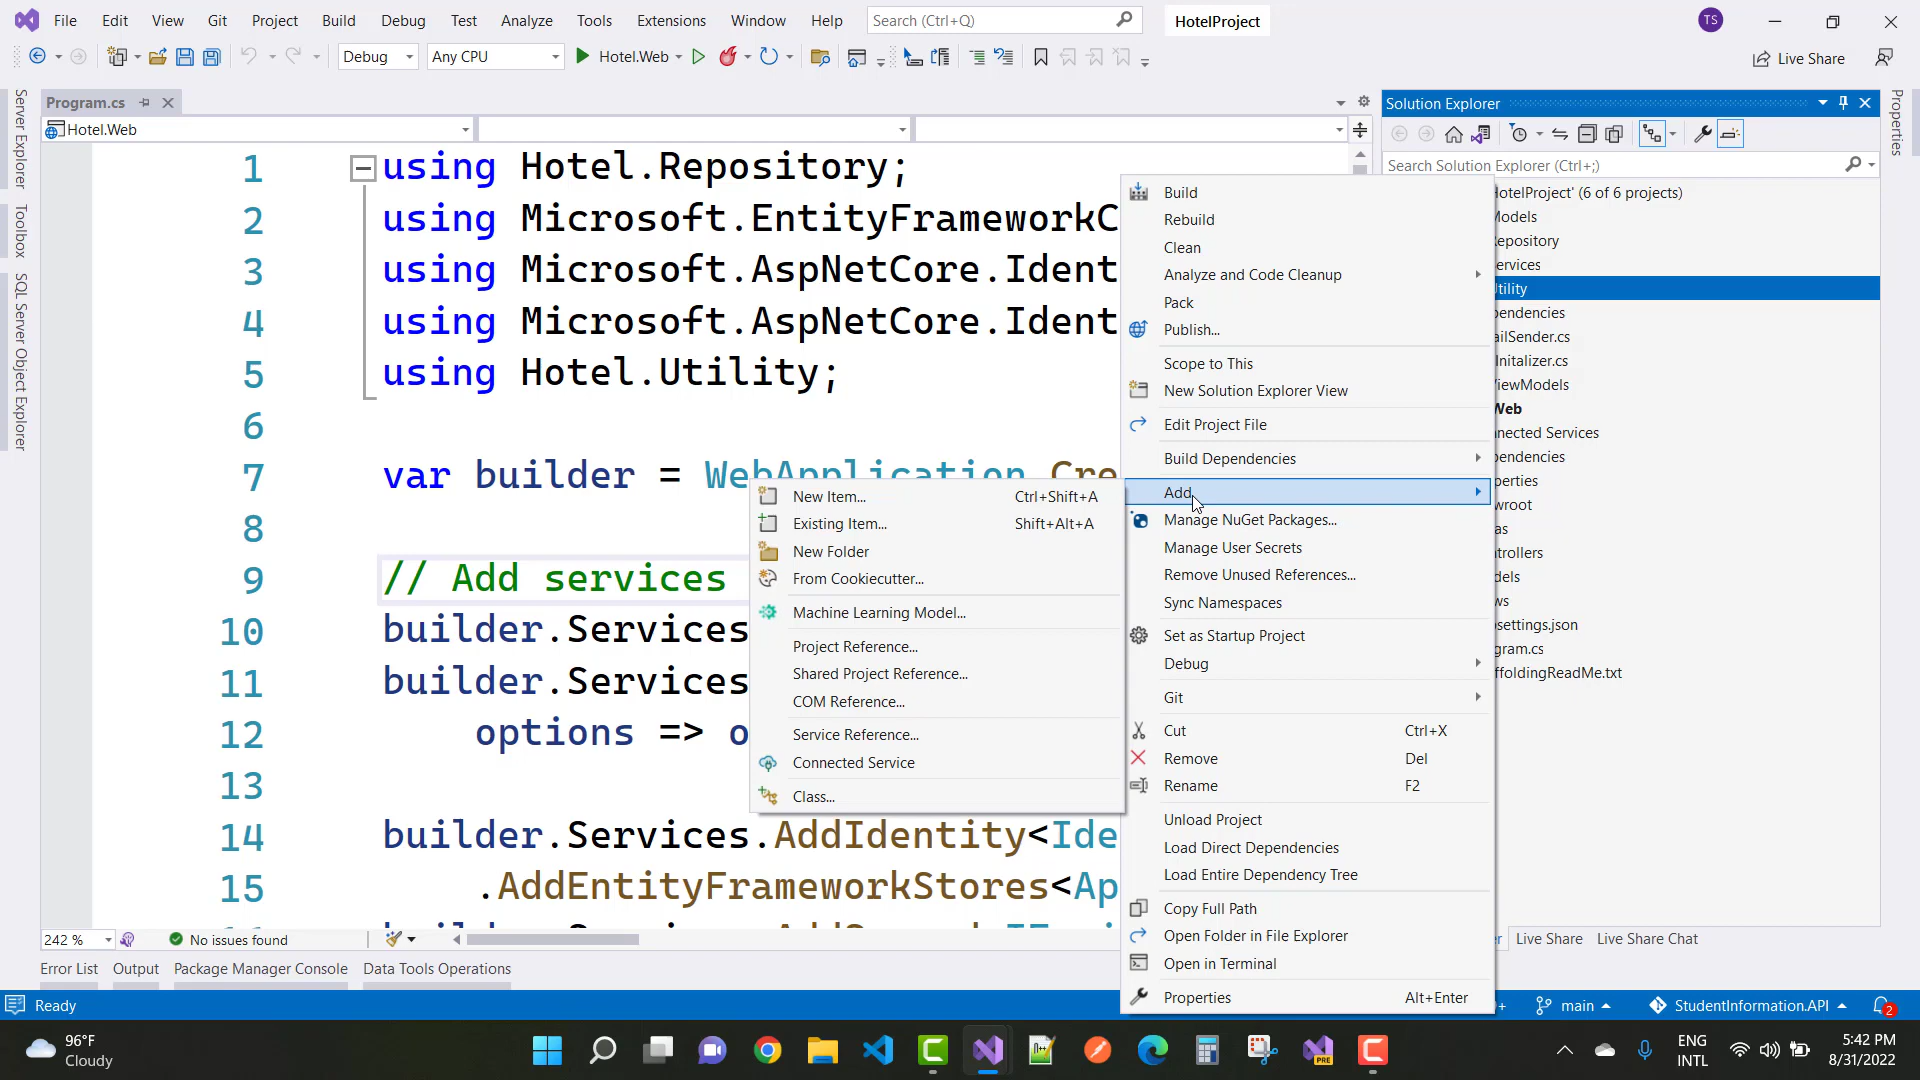 File Edit View Git Project Build Debug Test Analyze Tools Extensions Window Help Search (Ctrl+Q) HotelProject TS
Debug Any CPU Hotel.Web Live Share
Program.cs
Hotel.Web
Server Explorer
Toolbox
SQL Server Object Explorer
1 using Hotel.Repository;
2 using Microsoft.EntityFrameworkC
3 using Microsoft.AspNetCore.Ident
4 using Microsoft.AspNetCore.Ident
5 using Hotel.Utility;
6
7 var builder = WebApplication.Cre
8
9 // Add services
10 builder.Services
11 builder.Services
12 options => o
13
14 builder.Services.AddIdentity<Ide
15 .AddEntityFrameworkStores<Ap
New Item... Ctrl+Shift+A
Existing Item... Shift+Alt+A
New Folder
From Cookiecutter...
Machine Learning Model...
Project Reference...
Shared Project Reference...
COM Reference...
Service Reference...
Connected Service
Class...
Build
Rebuild
Clean
Analyze and Code Cleanup
Pack
Publish...
Scope to This
New Solution Explorer View
Edit Project File
Build Dependencies
Add
Manage NuGet Packages...
Manage User Secrets
Remove Unused References...
Sync Namespaces
Set as Startup Project
Debug
Git
Cut Ctrl+X
Remove Del
Rename F2
Unload Project
Load Direct Dependencies
Load Entire Dependency Tree
Copy Full Path
Open Folder in File Explorer
Open in Terminal
Properties Alt+Enter
Solution Explorer
Search Solution Explorer (Ctrl+;)
HotelProject' (6 of 6 projects)
Models
Repository
ervices
Utility
endencies
ailSender.cs
Initalizer.cs
ViewModels
Web
nnected Services
endencies
perties
wroot
as
ntrollers
dels
ws
settings.json
gram.cs
ffoldingReadMe.txt
Properties
242 % No issues found
Live Share Live Share Chat
Error List Output Package Manager Console Data Tools Operations
Ready main StudentInformation.API 2
96°F
Cloudy
PRE
ENG
INTL
5:42 PM
8/31/2022